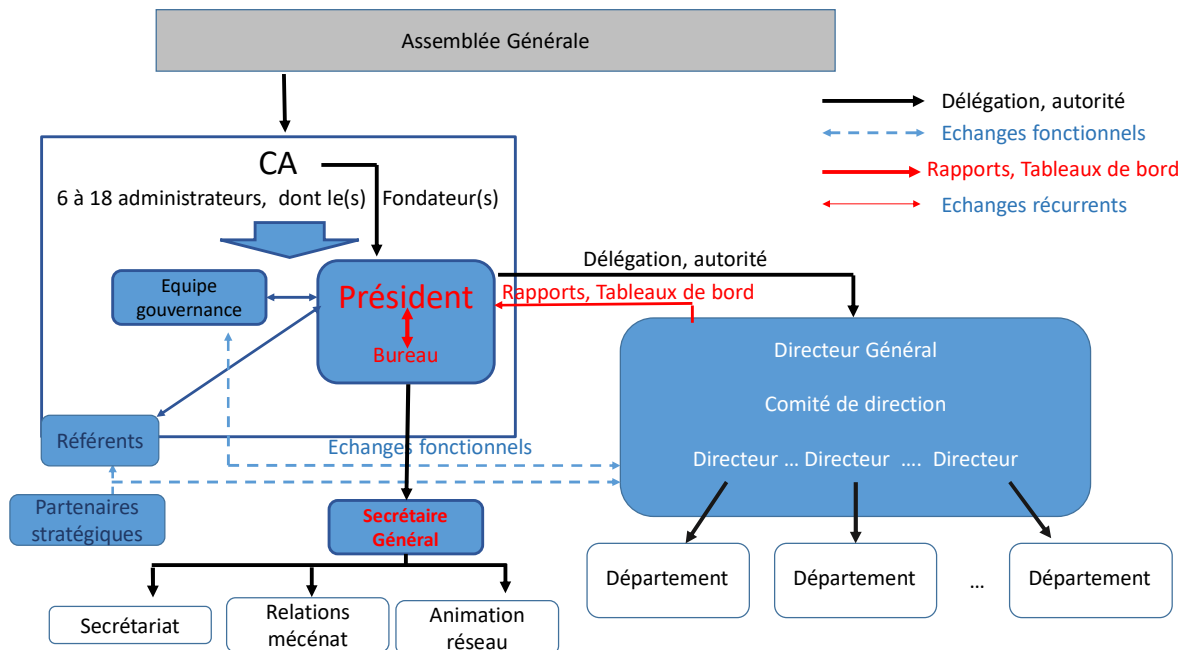 Assemblée Générale
Délégation, autorité
Echanges fonctionnels
Rapports, Tableaux de bord
Echanges récurrents
CA
6 à 18 administrateurs, dont le(s) Fondateur(s)
Equipe
gouvernance
Président
Bureau
Délégation, autorité
Rapports, Tableaux de bord
Directeur Général
Comité de direction
Directeur ... Directeur .... Directeur
Référents
Echanges fonctionnels
Partenaires
stratégiques
Secrétaire
Général
Département
Département
...
Département
Secrétariat
Relations
mécénat
Animation
réseau